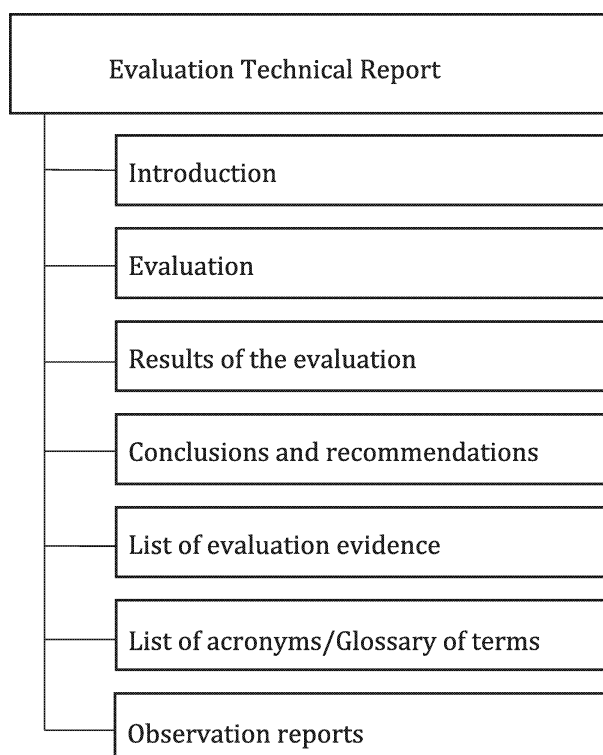 Evaluation Technical Report
Introduction
Evaluation
Results of the evaluation
Conclusions and recommendations
List of evaluation evidence
List of acronyms/Glossary of terms
Observation reports